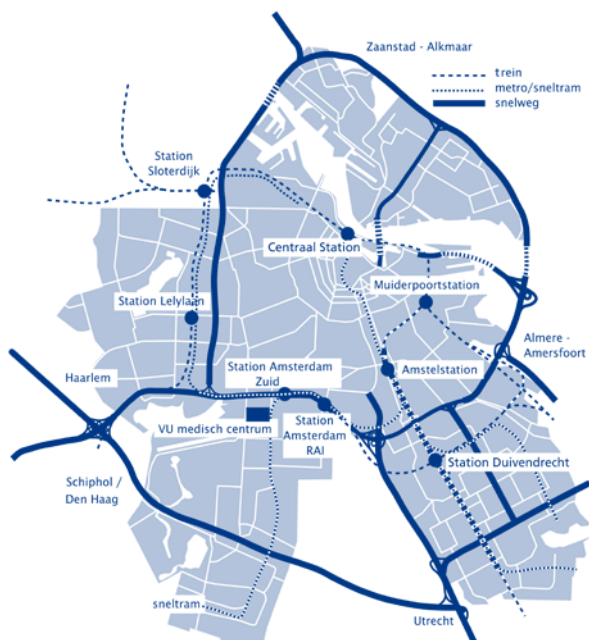 Zaanstad - Alkmaar
trein
metro/sneltram
snelweg
Station
Sloterdijk
Centraal Station
Muiderpoortstation
Station Lelylaan
Almere -
Amersfoort
Station Amsterdam
Zuid
Amstelstation
Haarlem
VU medisch centrum
Station
Amsterdam
RAI
Station Duivendrecht
Schiphol /
Den Haag
sneltram
Utrecht